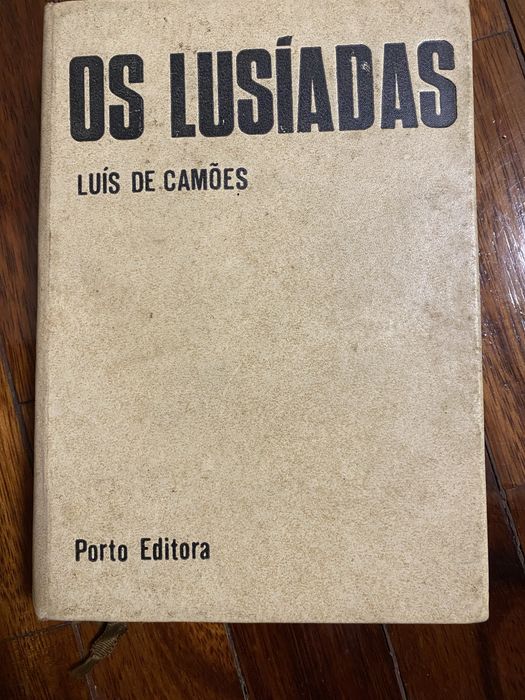 OS LUSÍADAS
LUÍS DE CAMÕES
Porto Editora